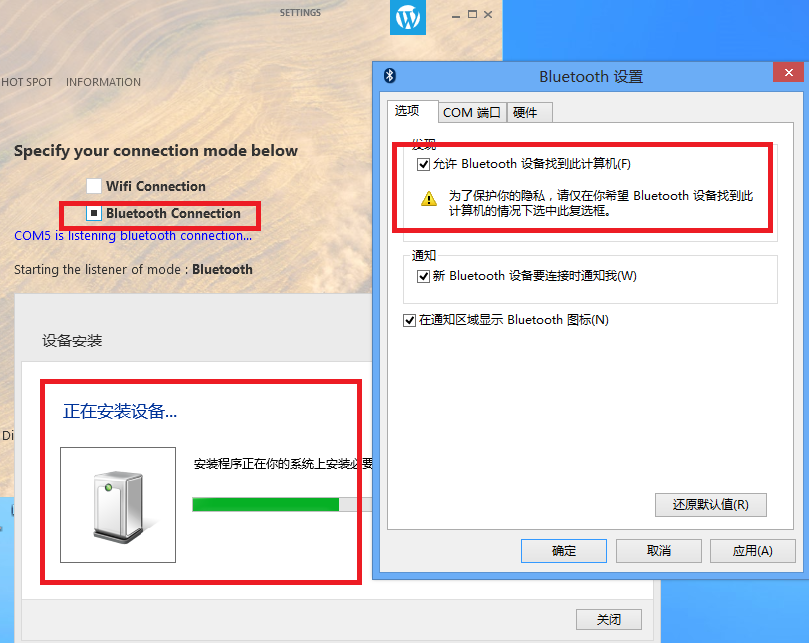 SETTINGS
HOT SPOT INFORMATION
Specify your connection mode below
Wifi Connection
Bluetooth Connection
COM5 is listening bluetooth connection...
Starting the listener of mode : Bluetooth
设备安装
正在安装设备...
安装程序正在你的系统上安装必要
Di
关闭
Bluetooth 设置
选项 COM 端口 硬件
发现
允许 Bluetooth 设备找到此计算机(F)
为了保护你的隐私，请仅在你希望 Bluetooth 设备找到此
计算机的情况下选中此复选框。
通知
新 Bluetooth 设备要连接时通知我(W)
在通知区域显示 Bluetooth 图标(N)
还原默认值(R)
确定 取消 应用(A)